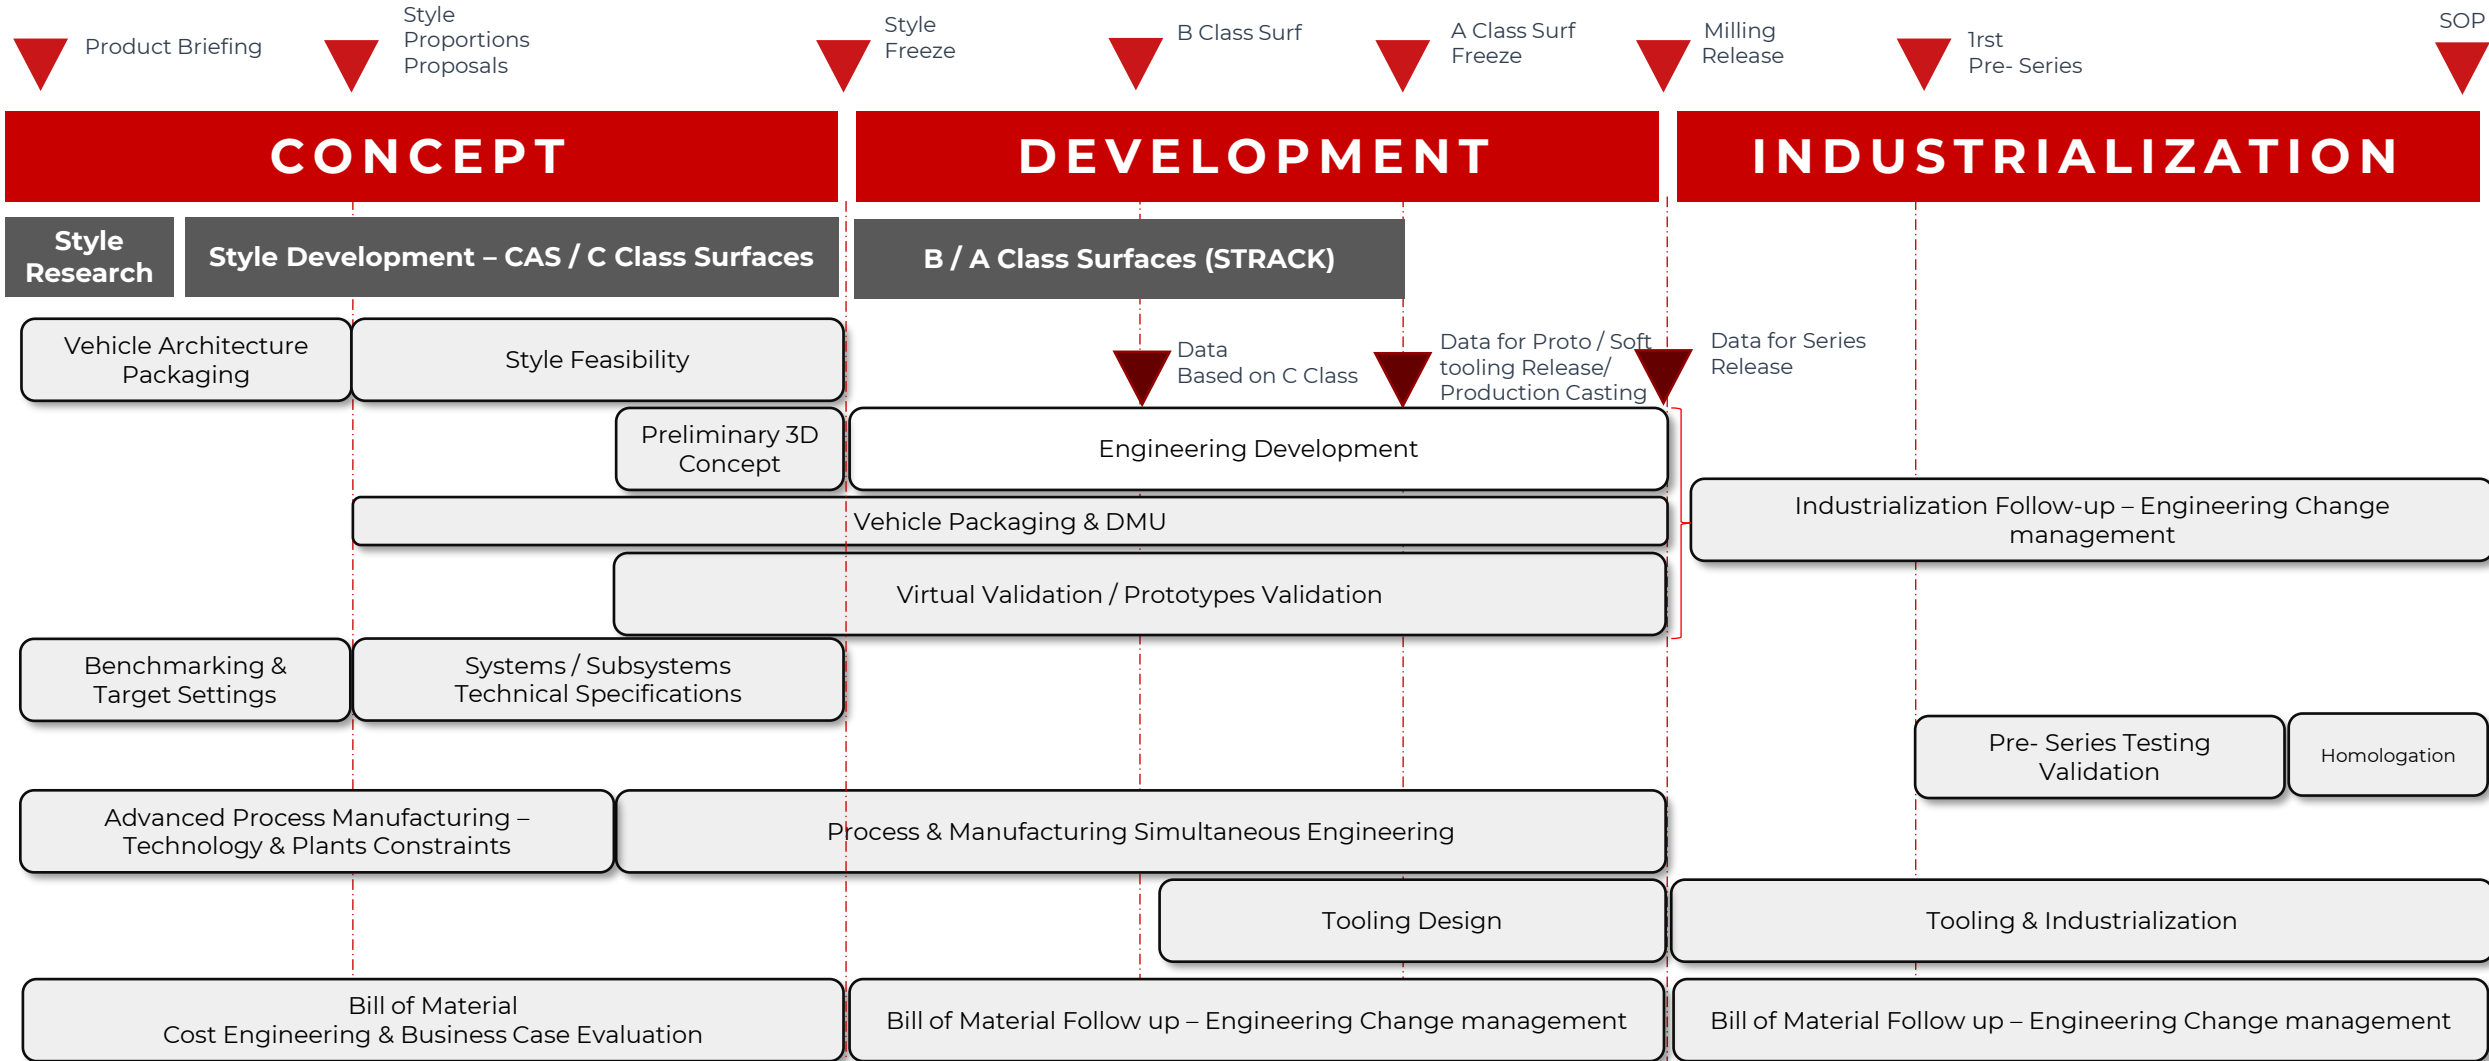 Product Briefing
Style
Proportions
Proposals
Style
Freeze
B Class Surf
A Class Surf
Freeze
Milling
Release
1rst
Pre- Series
SOP
CONCEPT
DEVELOPMENT
INDUSTRIALIZATION
Style
Research
Style Development – CAS / C Class Surfaces
B / A Class Surfaces (STRACK)
Vehicle Architecture
Packaging
Style Feasibility
Data
Based on C Class
Data for Proto / Soft
tooling Release/
Production Casting
Data for Series
Release
Preliminary 3D
Concept
Engineering Development
Vehicle Packaging & DMU
Industrialization Follow-up – Engineering Change
management
Virtual Validation / Prototypes Validation
Benchmarking &
Target Settings
Systems / Subsystems
Technical Specifications
Pre- Series Testing
Validation
Homologation
Advanced Process Manufacturing –
Technology & Plants Constraints
Process & Manufacturing Simultaneous Engineering
Tooling Design
Tooling & Industrialization
Bill of Material
Cost Engineering & Business Case Evaluation
Bill of Material Follow up – Engineering Change management
Bill of Material Follow up – Engineering Change management